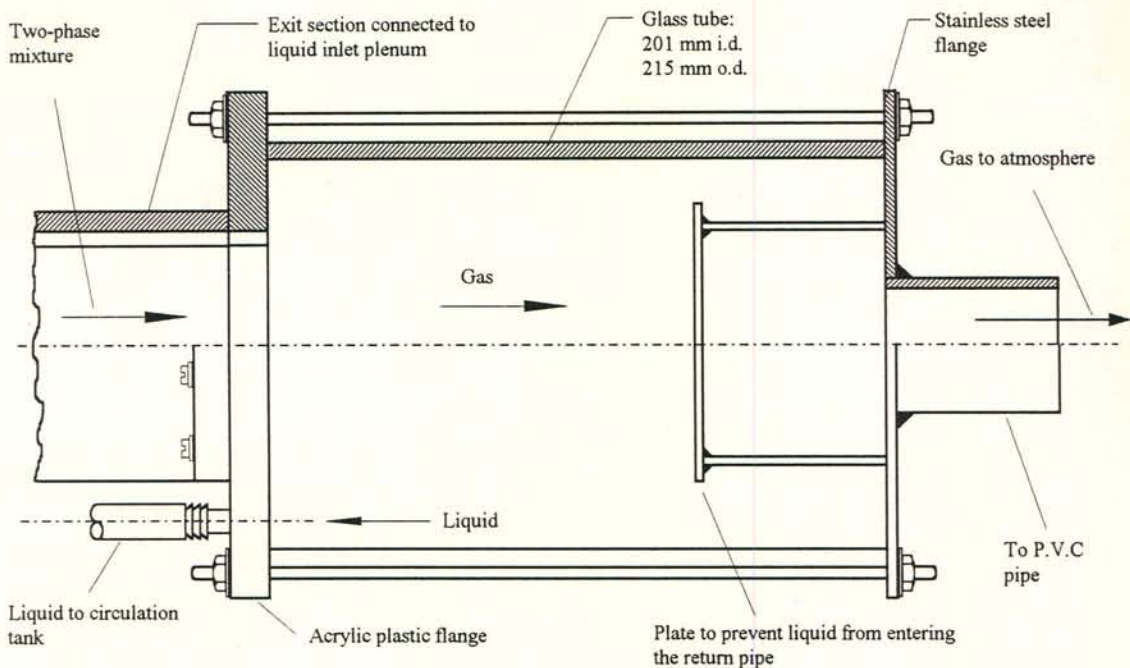 Two-phase
mixture
Exit section connected to
liquid inlet plenum
Glass tube:
201 mm i.d.
215 mm o.d.
Stainless steel
flange
Gas to atmosphere
Gas
Liquid
To P.V.C
pipe
Liquid to circulation
tank
Acrylic plastic flange
Plate to prevent liquid from entering
the return pipe